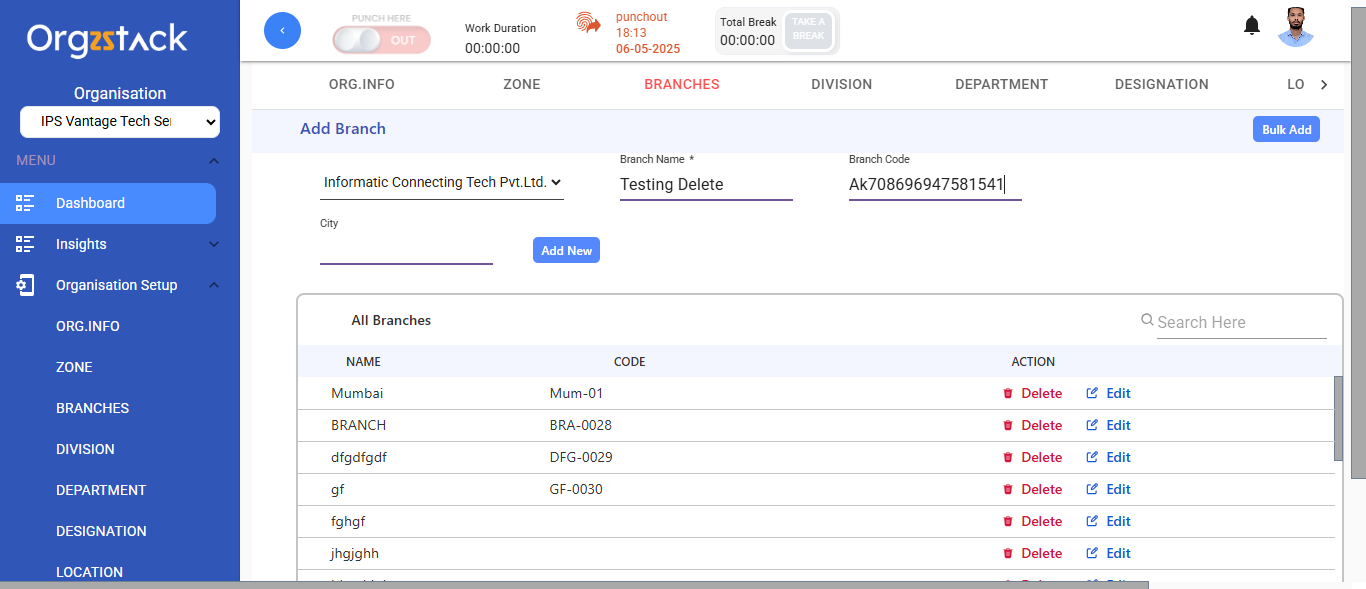 Orgzstack
Organisation
IPS Vantage Tech Ser
MENU
Dashboard
Insights
Organisation Setup
ORG.INFO
ZONE
BRANCHES
DIVISION
DEPARTMENT
DESIGNATION
LOCATION
PUNCH HERE
OUT
Work Duration
00:00:00
punchout
18:13
06-05-2025
Total Break
00:00:00
TAKE A
BREAK
ORG.INFO ZONE BRANCHES DIVISION DEPARTMENT DESIGNATION LO
Add Branch
Bulk Add
Informatic Connecting Tech Pvt.Ltd.
Branch Name *
Testing Delete
Branch Code
Ak708696947581541
City
Add New
All Branches
Search Here
NAME CODE ACTION
Mumbai Mum-01 Delete Edit
BRANCH BRA-0028 Delete Edit
dfgdfgdf DFG-0029 Delete Edit
gf GF-0030 Delete Edit
fghgf Delete Edit
jhgjghh Delete Edit